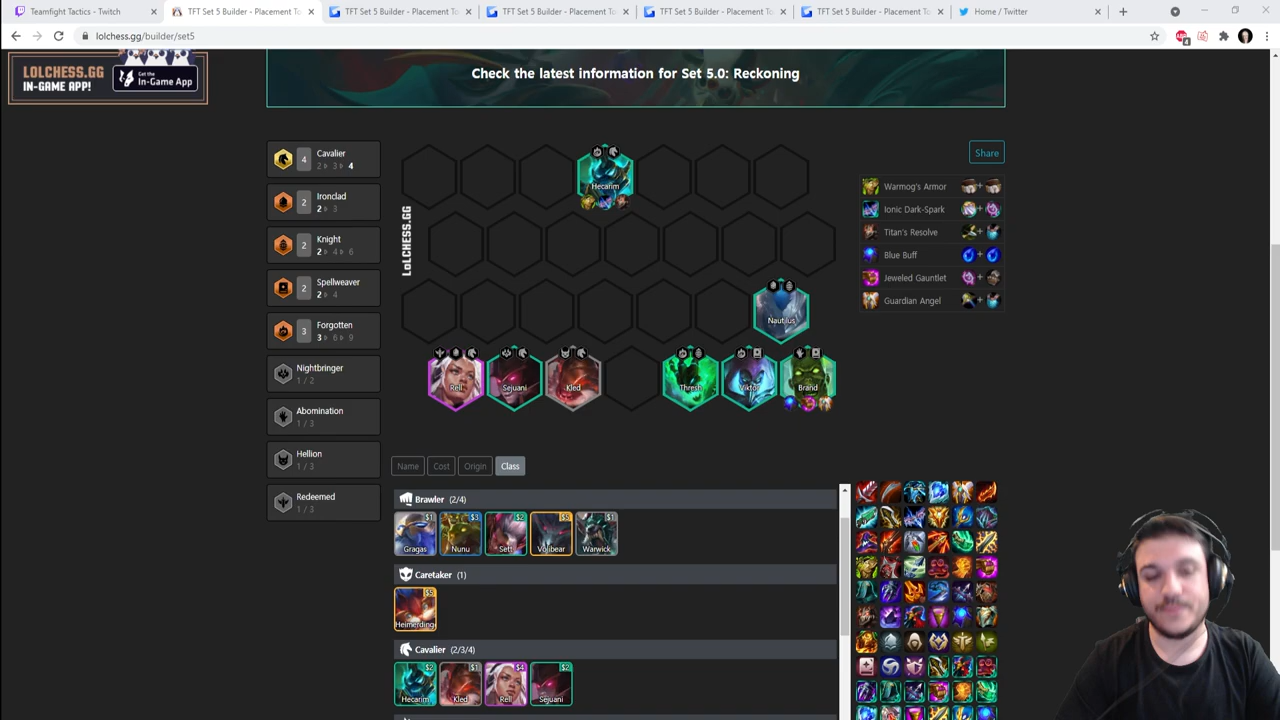 Teamfight Tactics - Twitch
TFT Set 5 Builder - Placement To
TFT Set 5 Builder - Placement To
TFT Set 5 Builder - Placement To
TFT Set 5 Builder - Placement To
TFT Set 5 Builder - Placement To
Home / Twitter
lolchess.gg/builder/set5
LOLCHESS.GG
IN-GAME APP!
Get the
In-Game App
Check the latest information for Set 5.0: Reckoning
Share
4 Cavalier
2 3 4
2 Ironclad
2 3
2 Knight
2 4 6
2 Spellweaver
2 4
3 Forgotten
3 6 9
Nightbringer
1 / 2
Abomination
1 / 3
Hellion
1 / 3
Redeemed
1 / 3
LoLCHESS.GG
Hecarim
Nautilus
Rell
Sejuani
Kled
Thresh
Viktor
Brand
Warmog's Armor
Ionic Dark-Spark
Titan's Resolve
Blue Buff
Jeweled Gauntlet
Guardian Angel
Name
Cost
Origin
Class
Brawler (2/4)
$1 $3 $2 $5 $1
Gragas Nunu Sett Volibear Warwick
Caretaker (1)
$5
Heimerding
Cavalier (2/3/4)
$2 $1 $4 $2
Hecarim Kled Rell Sejuani